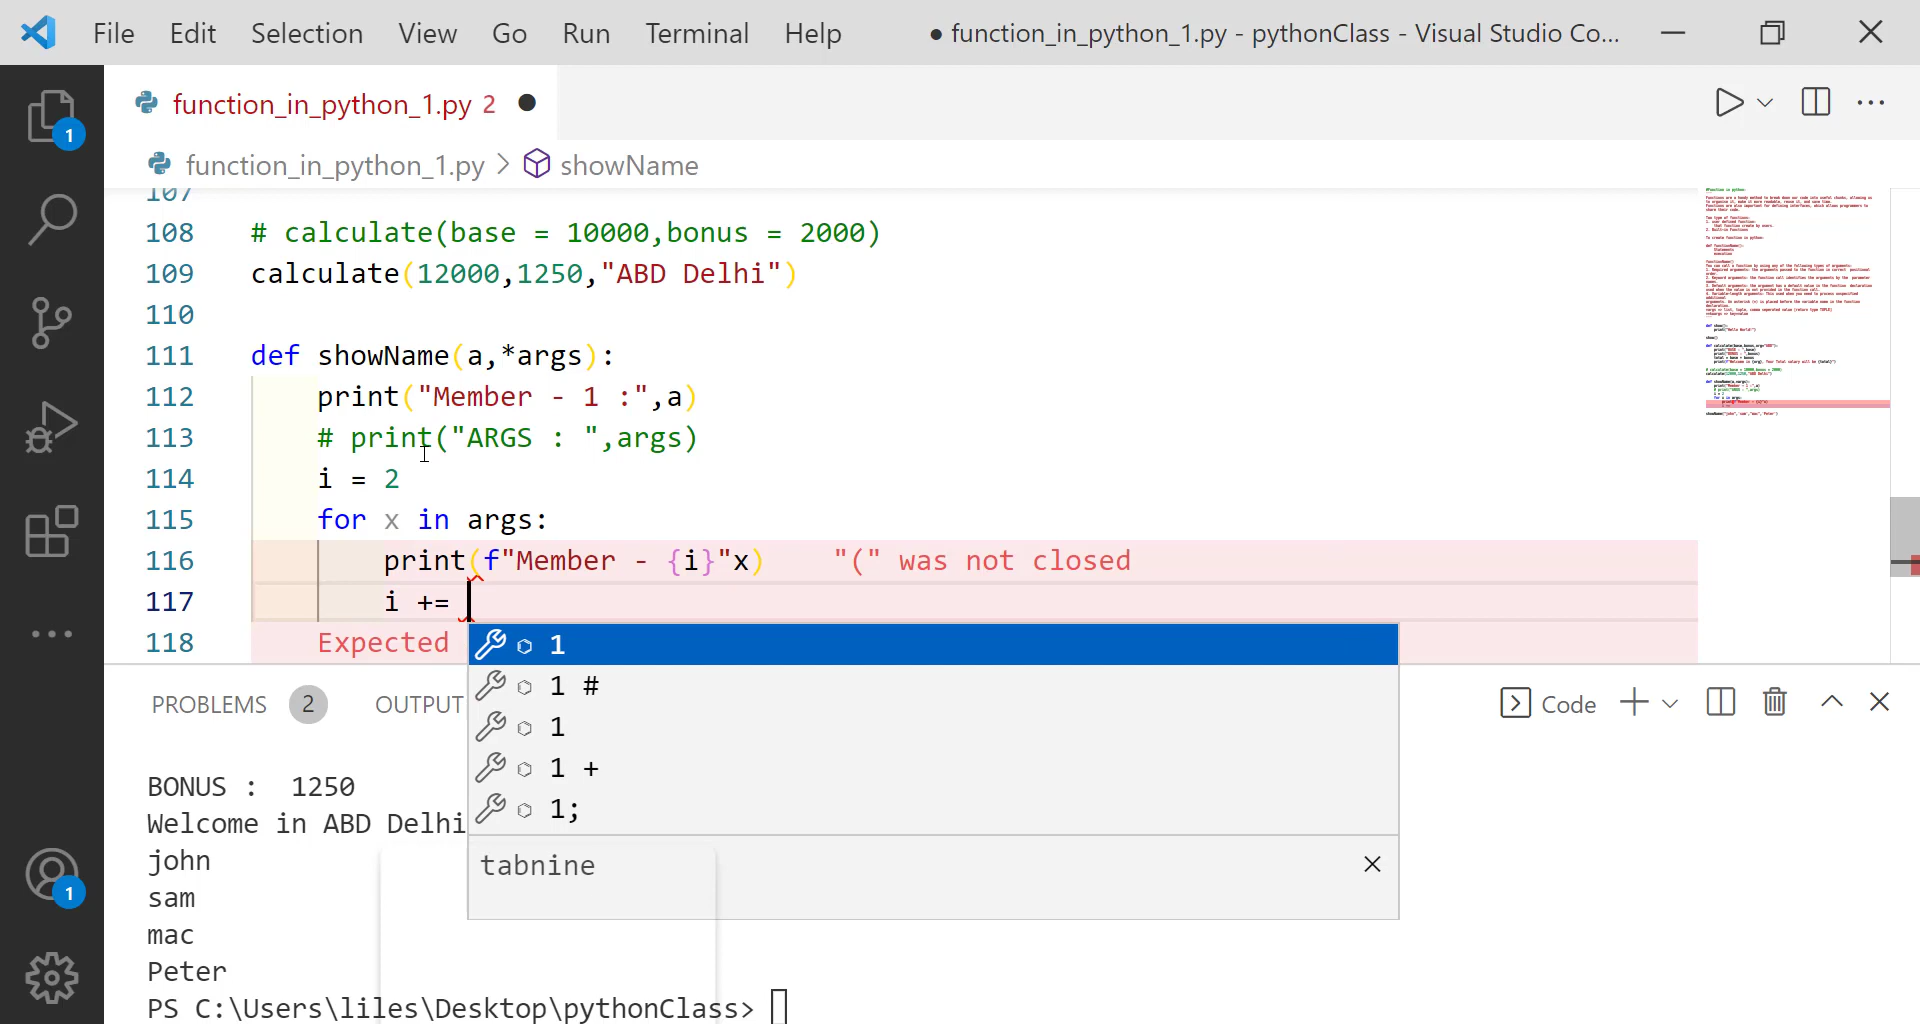 File Edit Selection View Go Run Terminal Help ● function_in_python_1.py - pythonClass - Visual Studio Co...
function_in_python_1.py 2 ●
function_in_python_1.py > showName
107
108 # calculate(base = 10000,bonus = 2000)
109 calculate(12000,1250,"ABD Delhi")
110
111 def showName(a,*args):
112 print("Member - 1 :",a)
113 # print("ARGS : ",args)
114 i = 2
115 for x in args:
116 print(f"Member - {i}"x) "(" was not closed
117 i +=
118 Expected
1
1 #
1
1 +
1;
tabnine
PROBLEMS 2 OUTPUT Code
BONUS :  1250
Welcome in ABD Delhi
john
sam
mac
Peter
PS C:\Users\liles\Desktop\pythonClass>
1
1